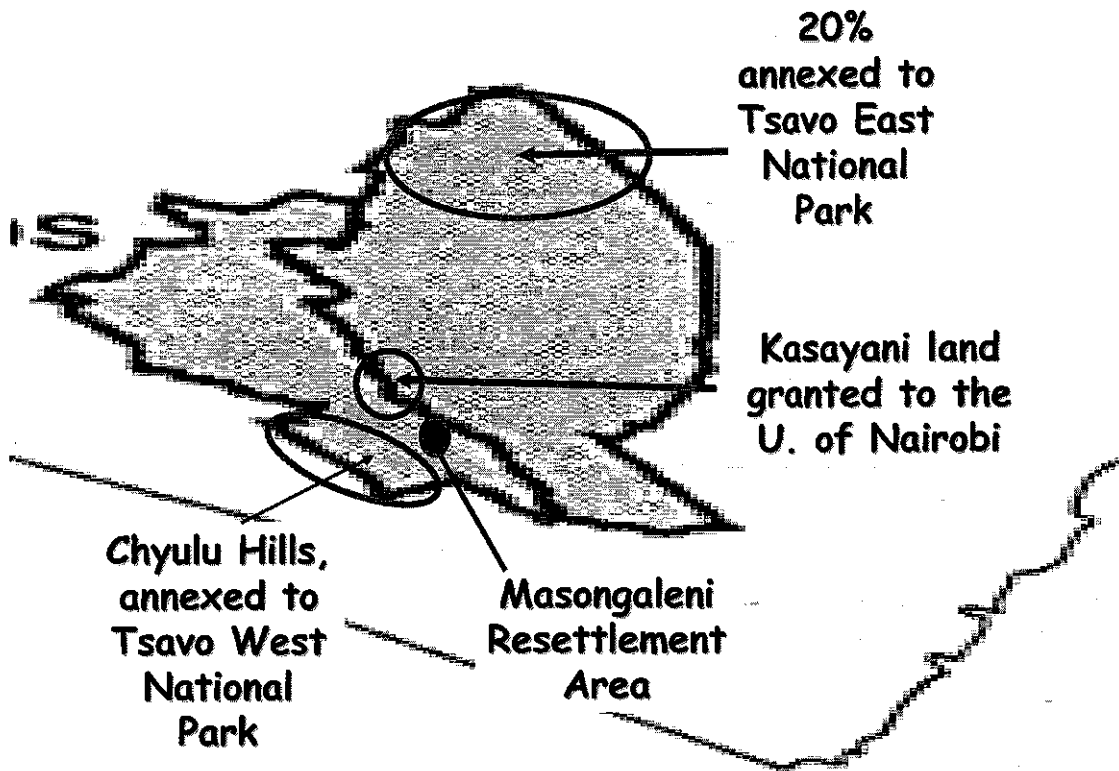 20%
annexed to
Tsavo East
National
Park
Kasayani land
granted to the
U. of Nairobi
Chyulu Hills,
annexed to
Tsavo West
National
Park
Masongaleni
Resettlement
Area